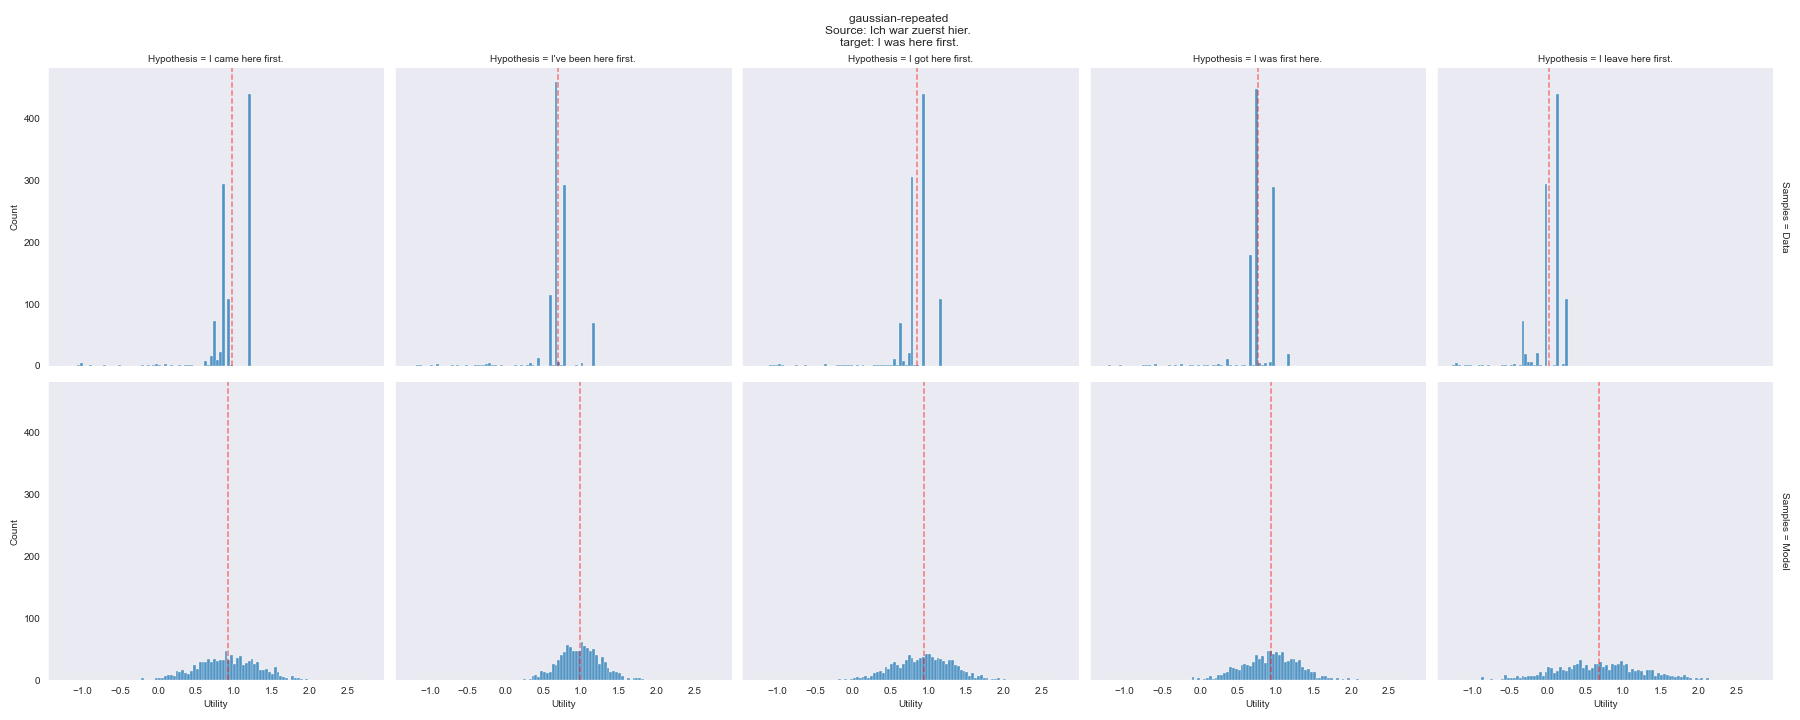 gaussian-repeated
Source: Ich war zuerst hier.
target: I was here first.
Hypothesis = I came here first.
Hypothesis = I've been here first.
Hypothesis = I got here first.
Hypothesis = I was first here.
Hypothesis = I leave here first.
400
300
200
100
0
Count
Samples = Data
400
300
200
100
0
Count
Samples = Model
−1.0 −0.5 0.0 0.5 1.0 1.5 2.0 2.5
−1.0 −0.5 0.0 0.5 1.0 1.5 2.0 2.5
−1.0 −0.5 0.0 0.5 1.0 1.5 2.0 2.5
−1.0 −0.5 0.0 0.5 1.0 1.5 2.0 2.5
−1.0 −0.5 0.0 0.5 1.0 1.5 2.0 2.5
Utility
Utility
Utility
Utility
Utility